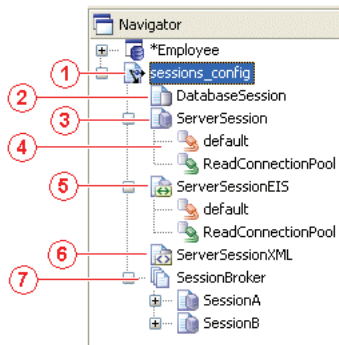 Navigator
*Employee
1 sessions_config
2 DatabaseSession
3 ServerSession
4 default
ReadConnectionPool
5 ServerSessionEIS
default
ReadConnectionPool
6 ServerSessionXML
7 SessionBroker
SessionA
SessionB